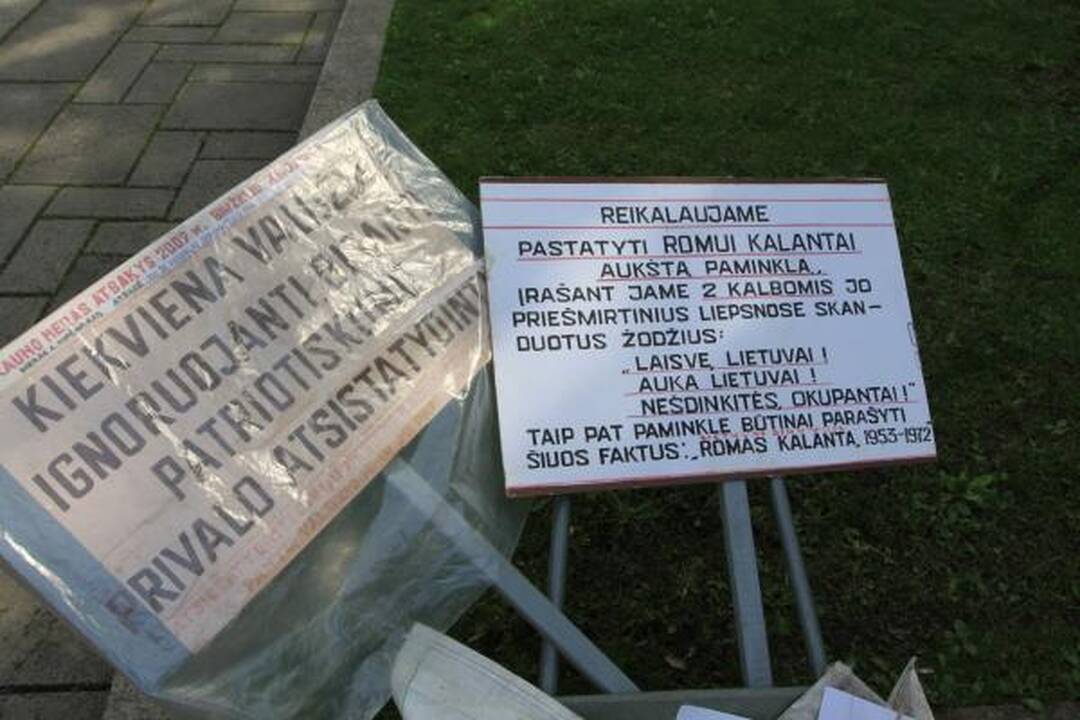 KAUNO MERAS ATSAKYS 2007 m.
KIEKVIENA
IGNORUOJANTI
PATRIOTIŠKUMĄ
PRIVALO ATSISTATYDINTI
REIKALAUJAME
PASTATYTI ROMUI KALANTAI
AUKŠTĄ PAMINKLĄ,
ĮRAŠANT JAME 2 KALBOMIS JO
PRIEŠMIRTINIUS LIEPSNOSE SKAN-
DUOTUS ŽODŽIUS:
„LAISVĘ, LIETUVAI !
AUKA LIETUVAI !
NEŠDINKITĖS, OKUPANTAI !"
TAIP PAT PAMINKLE BŪTINAI PARAŠYTI
ŠIUOS FAKTUS: „ROMAS KALANTA, 1953-1972